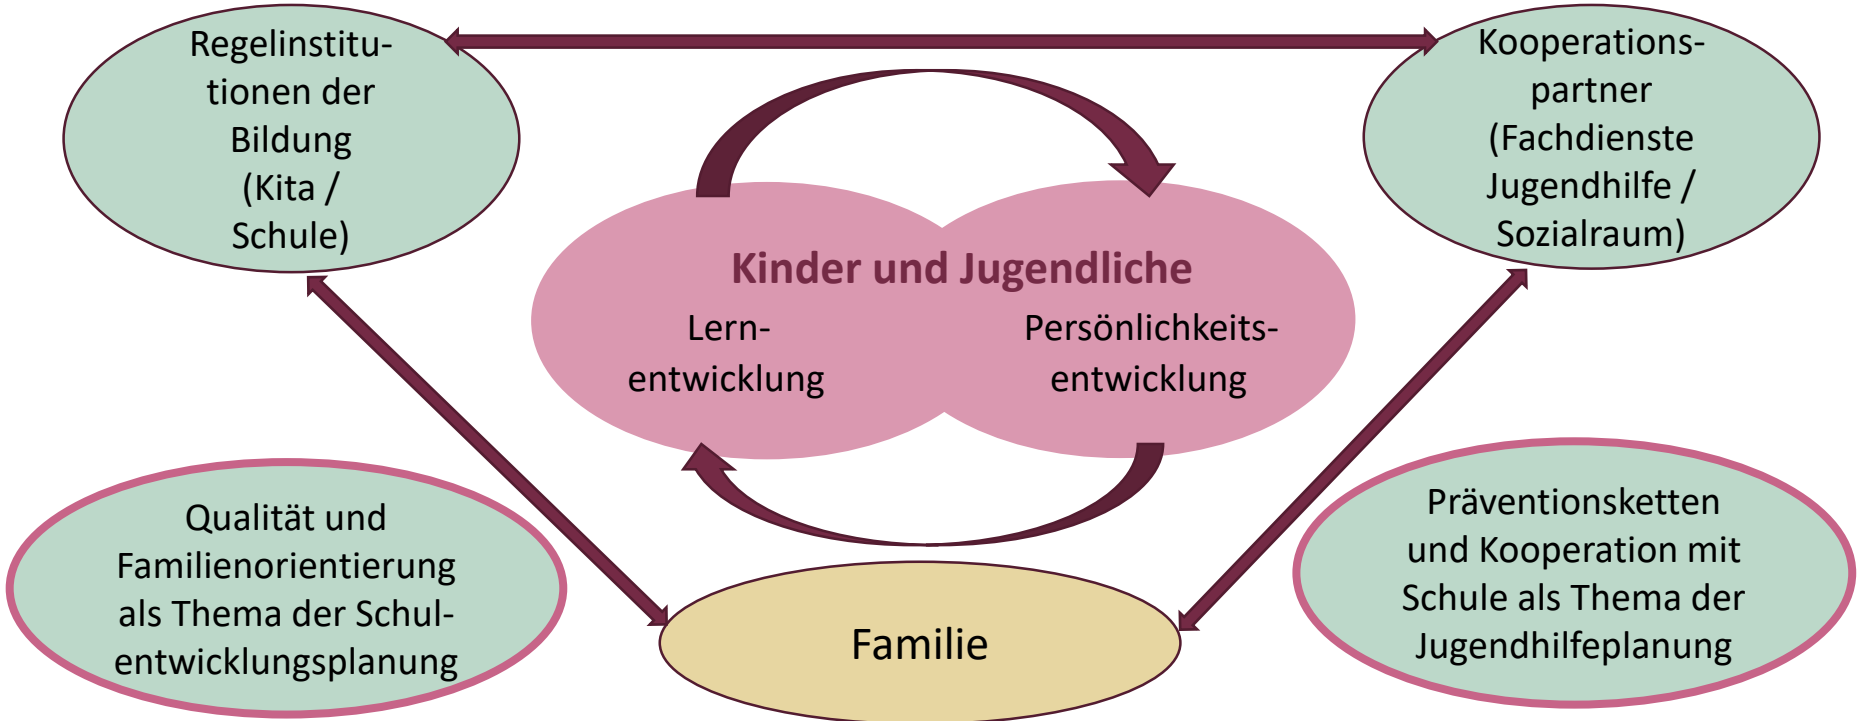 Regelinstitu-
tionen der
Bildung
(Kita /
Schule)
Kooperations-
partner
(Fachdienste
Jugendhilfe /
Sozialraum)
Kinder und Jugendliche
Lern-
entwicklung
Persönlichkeits-
entwicklung
Qualität und
Familienorientierung
als Thema der Schul-
entwicklungsplanung
Familie
Präventionsketten
und Kooperation mit
Schule als Thema der
Jugendhilfeplanung